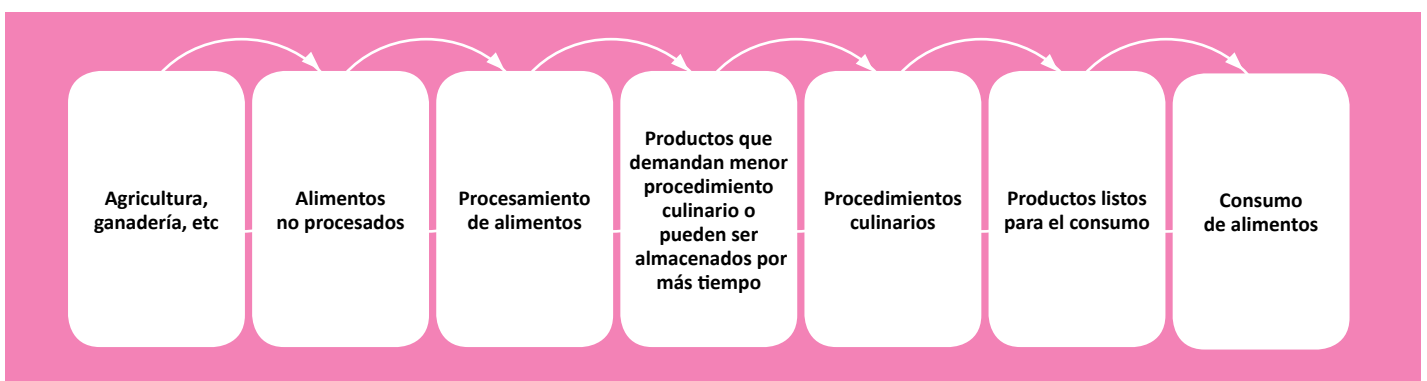 Agricultura,
ganadería, etc
Alimentos
no procesados
Procesamiento
de alimentos
Productos que
demandan menor
procedimiento
culinario o
pueden ser
almacenados por
más tiempo
Procedimientos
culinarios
Productos listos
para el consumo
Consumo
de alimentos